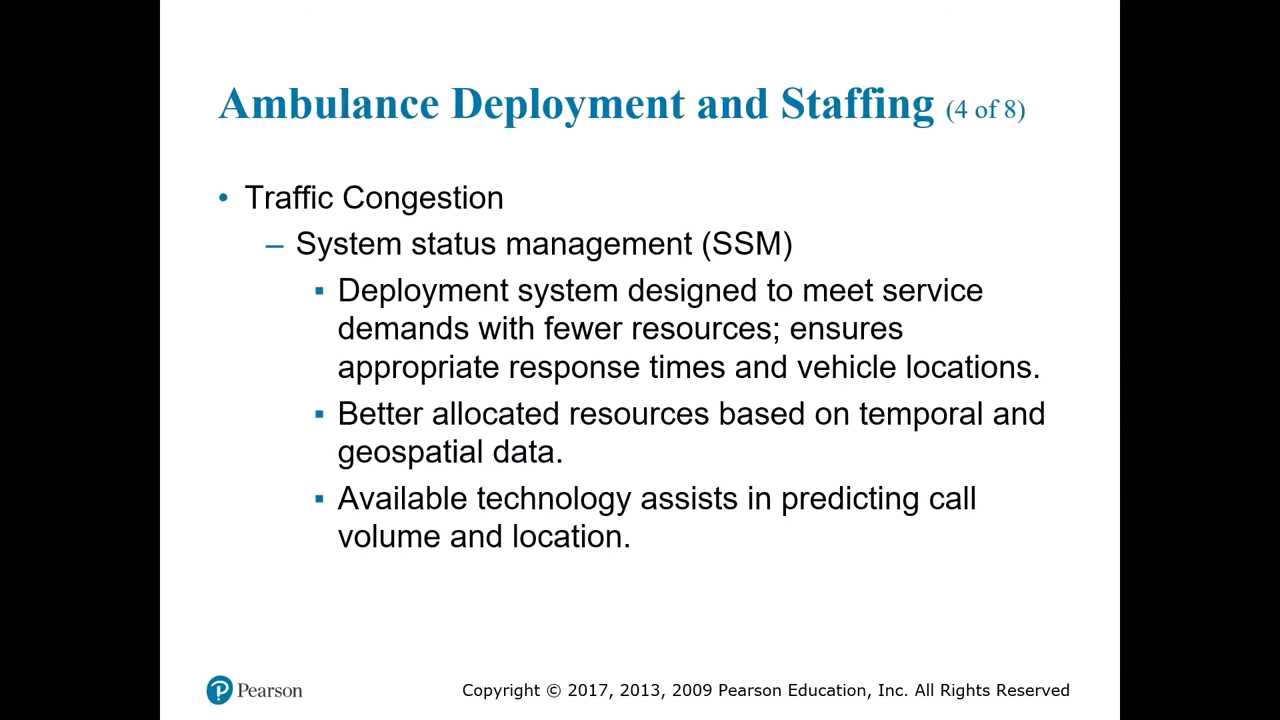 Ambulance Deployment and Staffing (4 of 8)
• Traffic Congestion
– System status management (SSM)
▪ Deployment system designed to meet service
demands with fewer resources; ensures
appropriate response times and vehicle locations.
▪ Better allocated resources based on temporal and
geospatial data.
▪ Available technology assists in predicting call
volume and location.
P Pearson
Copyright © 2017, 2013, 2009 Pearson Education, Inc. All Rights Reserved